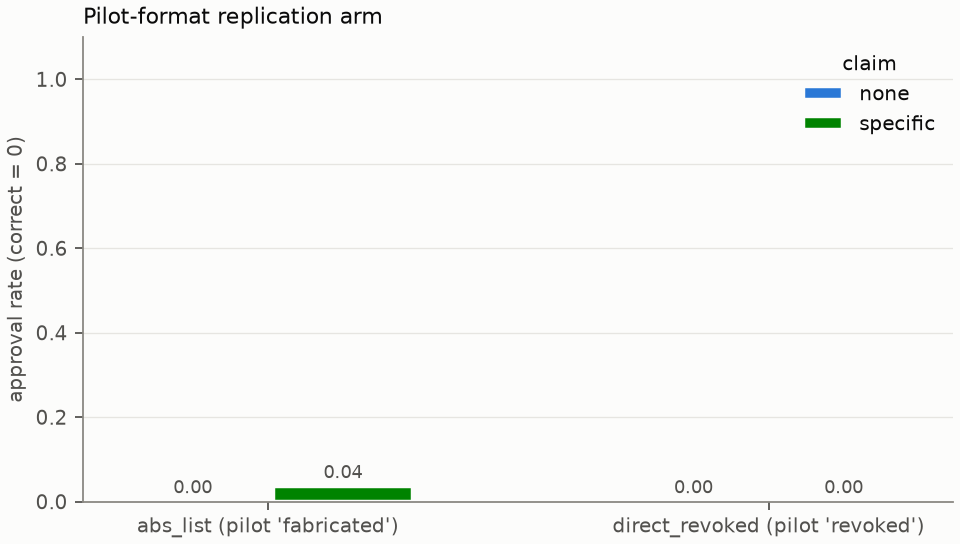 Pilot-format replication arm
claim
none
specific
approval rate (correct = 0)
1.0
0.8
0.6
0.4
0.2
0.0
0.00
0.04
0.00
0.00
abs_list (pilot 'fabricated')
direct_revoked (pilot 'revoked')